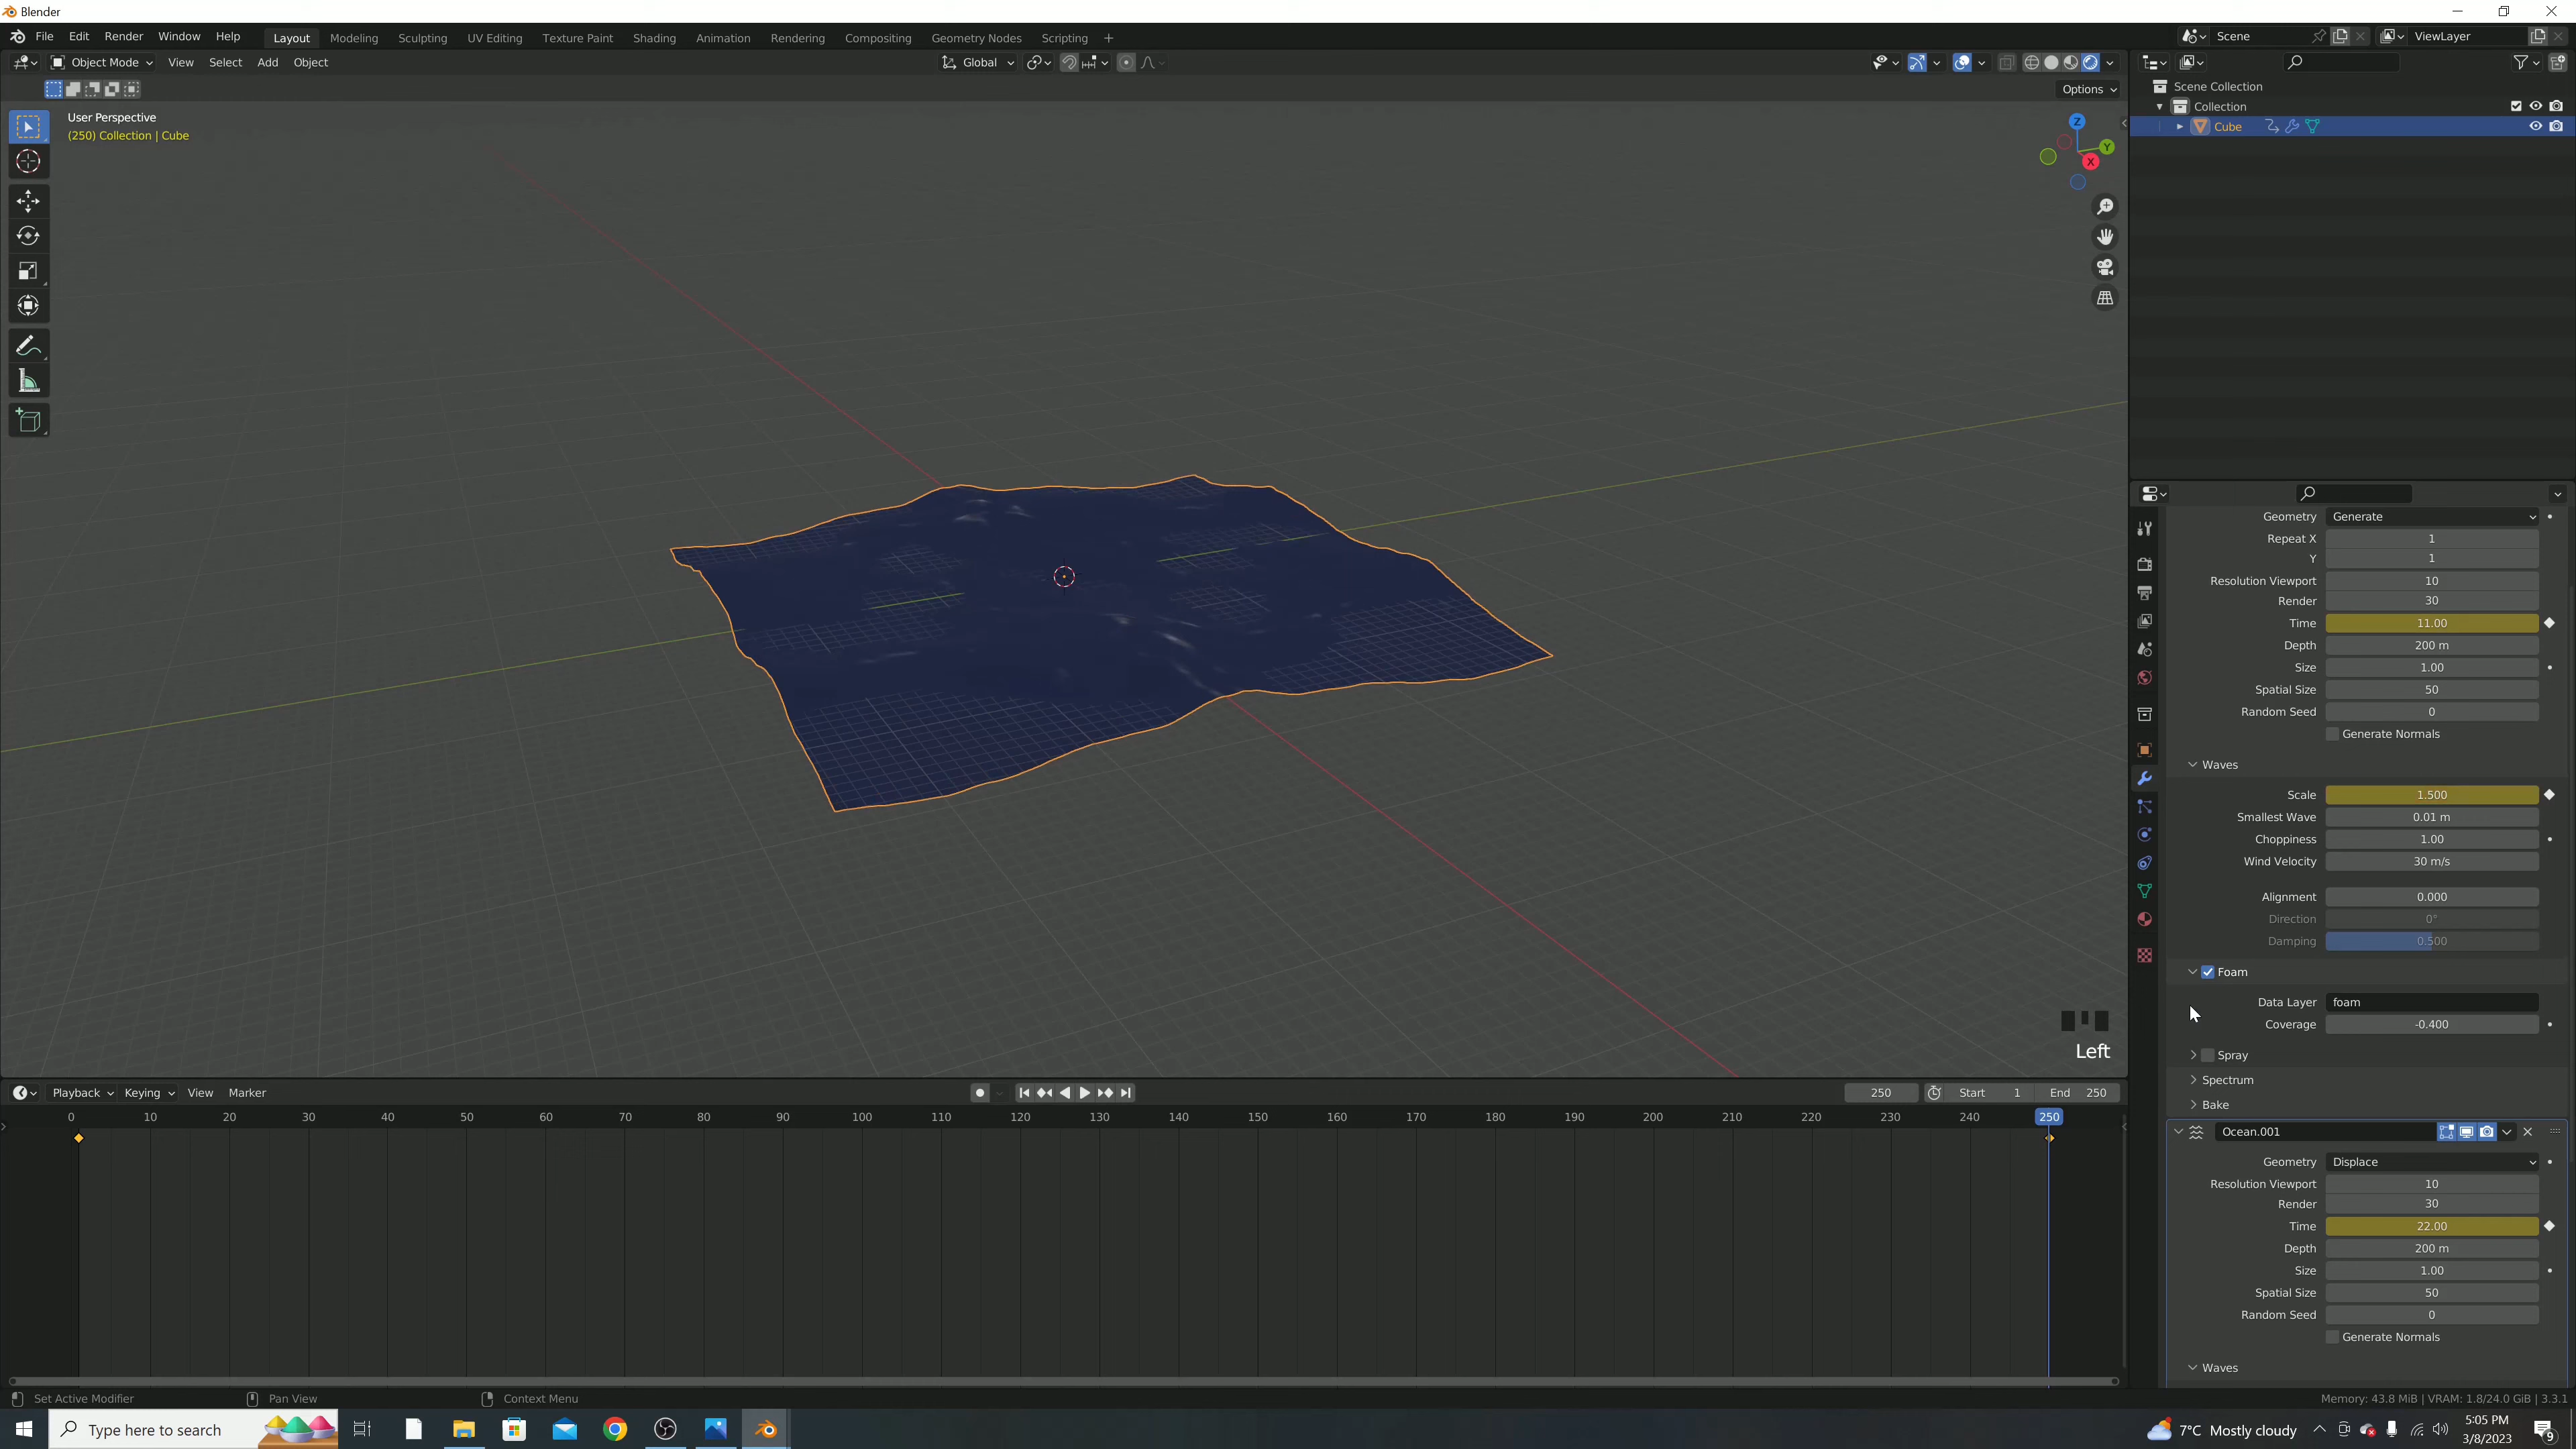 Blender
File Edit Render Window Help Layout Modeling Sculpting UV Editing Texture Paint Shading Animation Rendering Compositing Geometry Nodes Scripting + Scene ViewLayer
Object Mode View Select Add Object Global
Options
User Perspective
(250) Collection | Cube
Z
Y
X
Left
Scene Collection
Collection
Cube
Geometry Generate
Repeat X 1
Y 1
Resolution Viewport 10
Render 30
Time 11.00
Depth 200 m
Size 1.00
Spatial Size 50
Random Seed 0
Generate Normals
Waves
Scale 1.500
Smallest Wave 0.01 m
Choppiness 1.00
Wind Velocity 30 m/s
Alignment 0.000
Direction 0°
Damping 0.500
Foam
Data Layer foam
Coverage -0.400
Spray
Spectrum
Bake
Ocean.001
Geometry Displace
Resolution Viewport 10
Render 30
Time 22.00
Depth 200 m
Size 1.00
Spatial Size 50
Random Seed 0
Generate Normals
Waves
Playback Keying View Marker 250 Start 1 End 250
0 10 20 30 40 50 60 70 80 90 100 110 120 130 140 150 160 170 180 190 200 210 220 230 240 250
Set Active Modifier Pan View Context Menu Memory: 43.8 MiB | VRAM: 1.8/24.0 GiB | 3.3.1
Type here to search 7°C Mostly cloudy 5:05 PM
3/8/2023 9